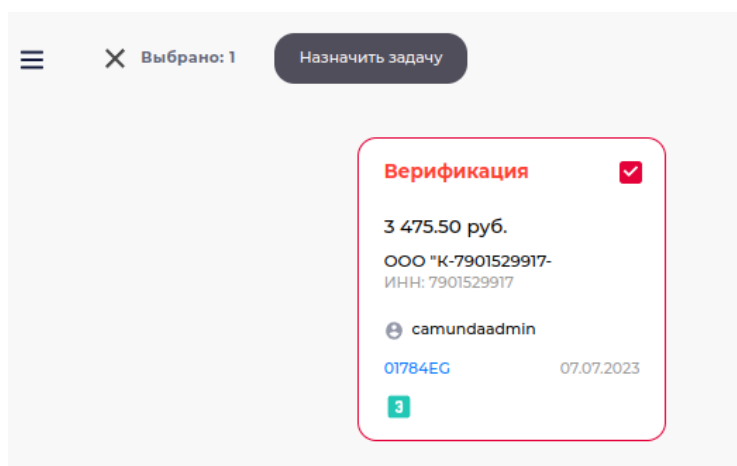 Выбрано: 1
Назначить задачу
Верификация
3 475.50 руб.
ООО "К-7901529917-
ИНН: 7901529917
camundaadmin
01784EG 07.07.2023
3